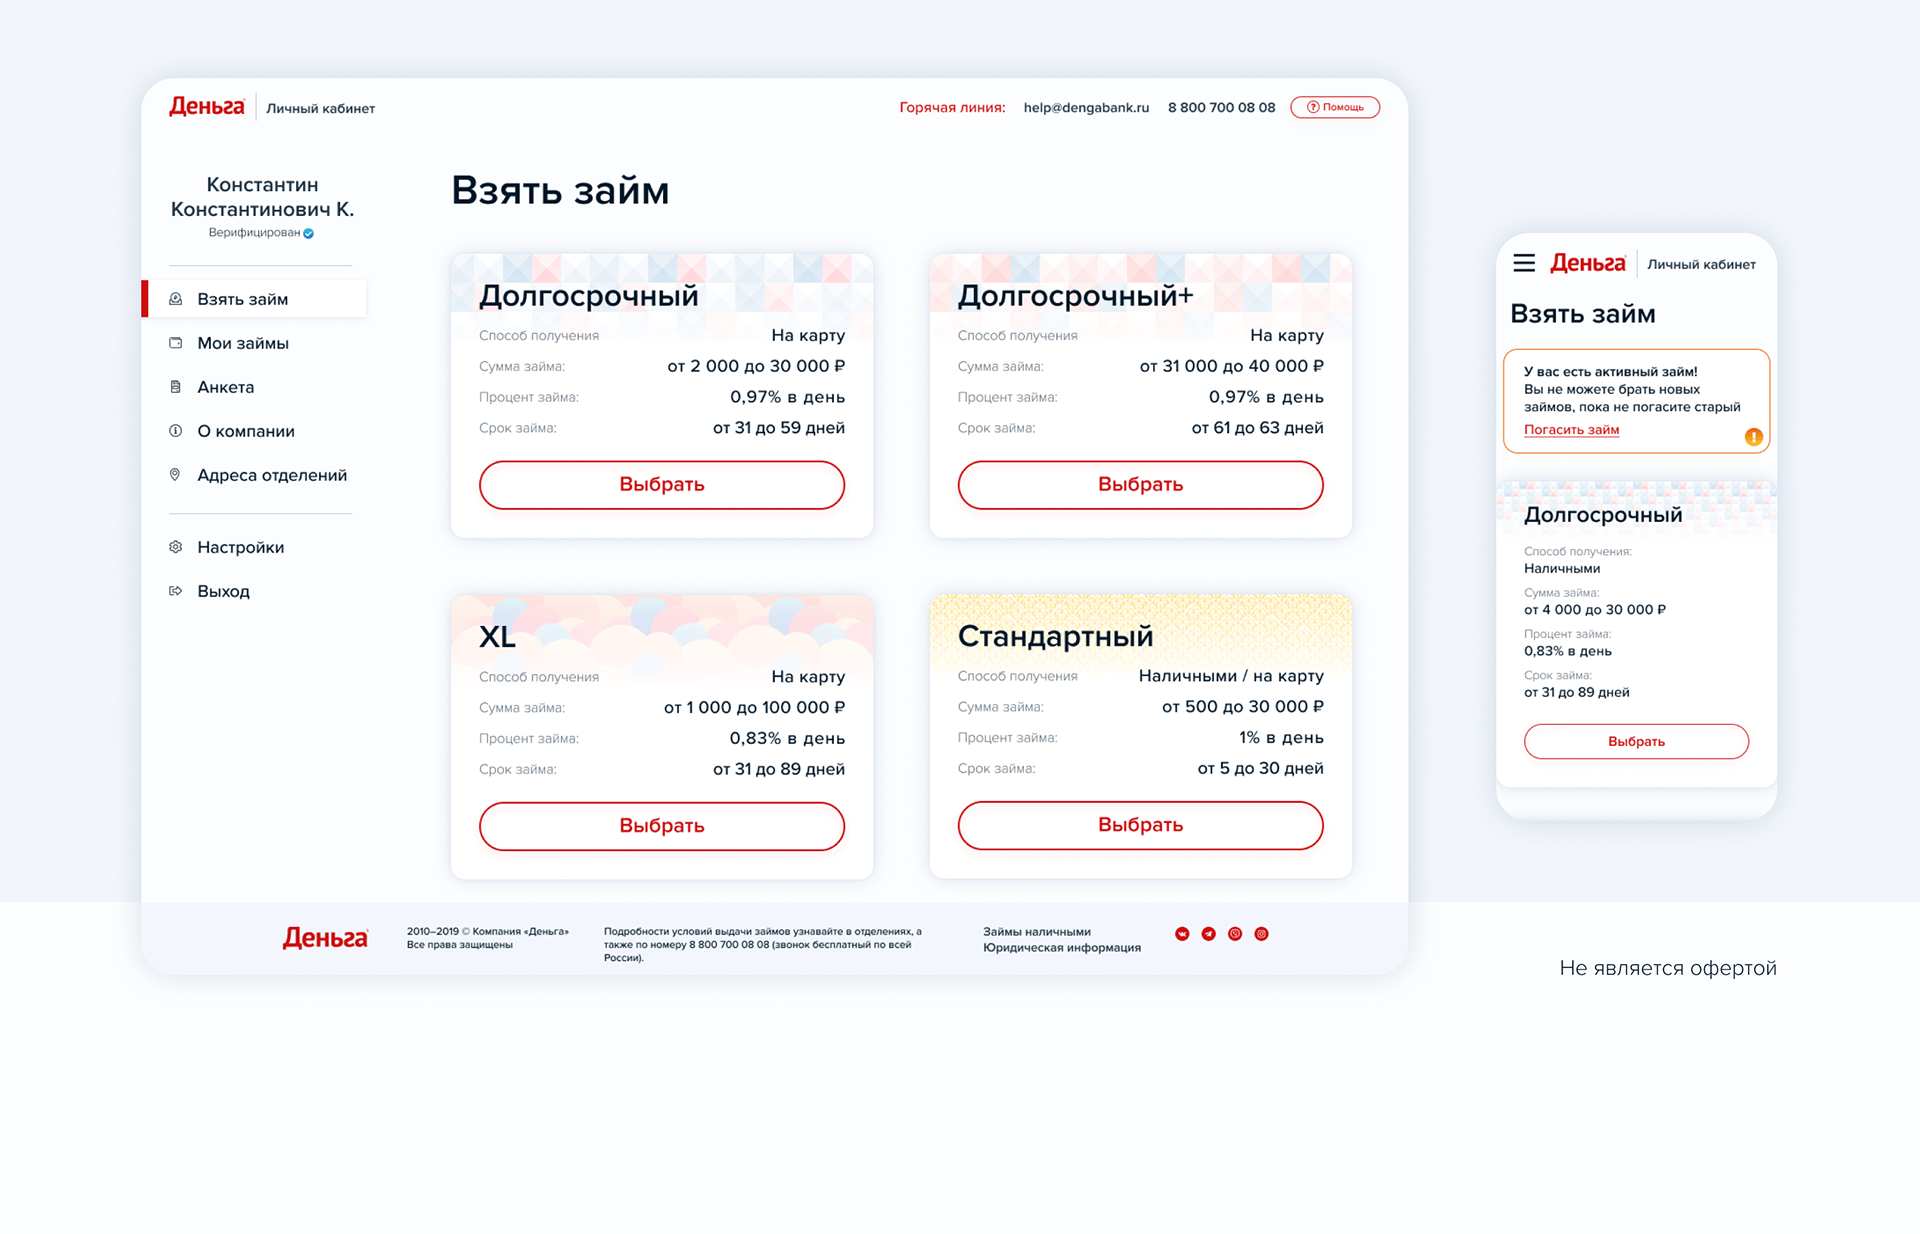 Деньга
Личный кабинет
Горячая линия:
help@dengabank.ru
8 800 700 08 08
Помощь
Константин
Константинович К.
Верифицирован
Взять займ
Мои займы
Анкета
О компании
Адреса отделений
Настройки
Выход
Взять займ
Долгосрочный
Способ получения
На карту
Сумма займа:
от 2 000 до 30 000 ₽
Процент займа:
0,97% в день
Срок займа:
от 31 до 59 дней
Выбрать
Долгосрочный+
Способ получения
На карту
Сумма займа:
от 31 000 до 40 000 ₽
Процент займа:
0,97% в день
Срок займа:
от 61 до 63 дней
Выбрать
XL
Способ получения
На карту
Сумма займа:
от 1 000 до 100 000 ₽
Процент займа:
0,83% в день
Срок займа:
от 31 до 89 дней
Выбрать
Стандартный
Способ получения
Наличными / на карту
Сумма займа:
от 500 до 30 000 ₽
Процент займа:
1% в день
Срок займа:
от 5 до 30 дней
Выбрать
Деньга
2010–2019 © Компания «Деньга»
Все права защищены
Подробности условий выдачи займов узнавайте в отделениях, а
также по номеру 8 800 700 08 08 (звонок бесплатный по всей
России).
Займы наличными
Юридическая информация
Деньга
Личный кабинет
Взять займ
У вас есть активный займ!
Вы не можете брать новых
займов, пока не погасите старый
Погасить займ
Долгосрочный
Способ получения:
Наличными
Сумма займа:
от 4 000 до 30 000 ₽
Процент займа:
0,83% в день
Срок займа:
от 31 до 89 дней
Выбрать
Не является офертой